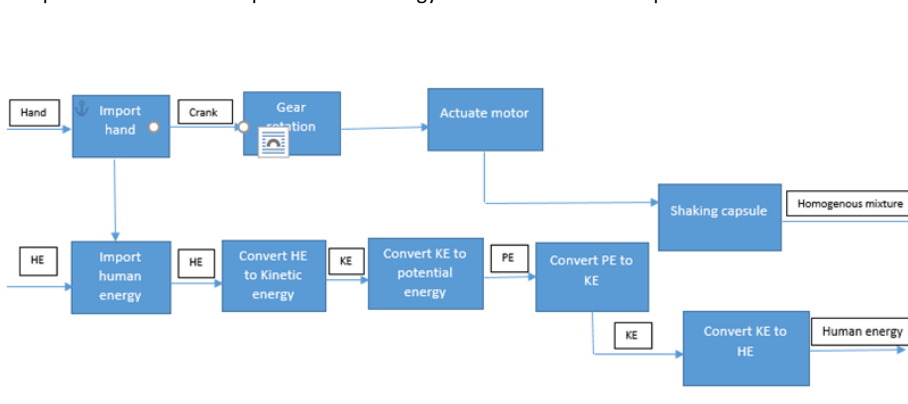 Hand
Import
hand
Crank
Gear
rotation
Actuate motor
Shaking capsule
Homogenous mixture
HE
Import
human
energy
HE
Convert HE
to Kinetic
energy
KE
Convert KE to
potential
energy
PE
Convert PE to
KE
KE
Convert KE to
HE
Human energy